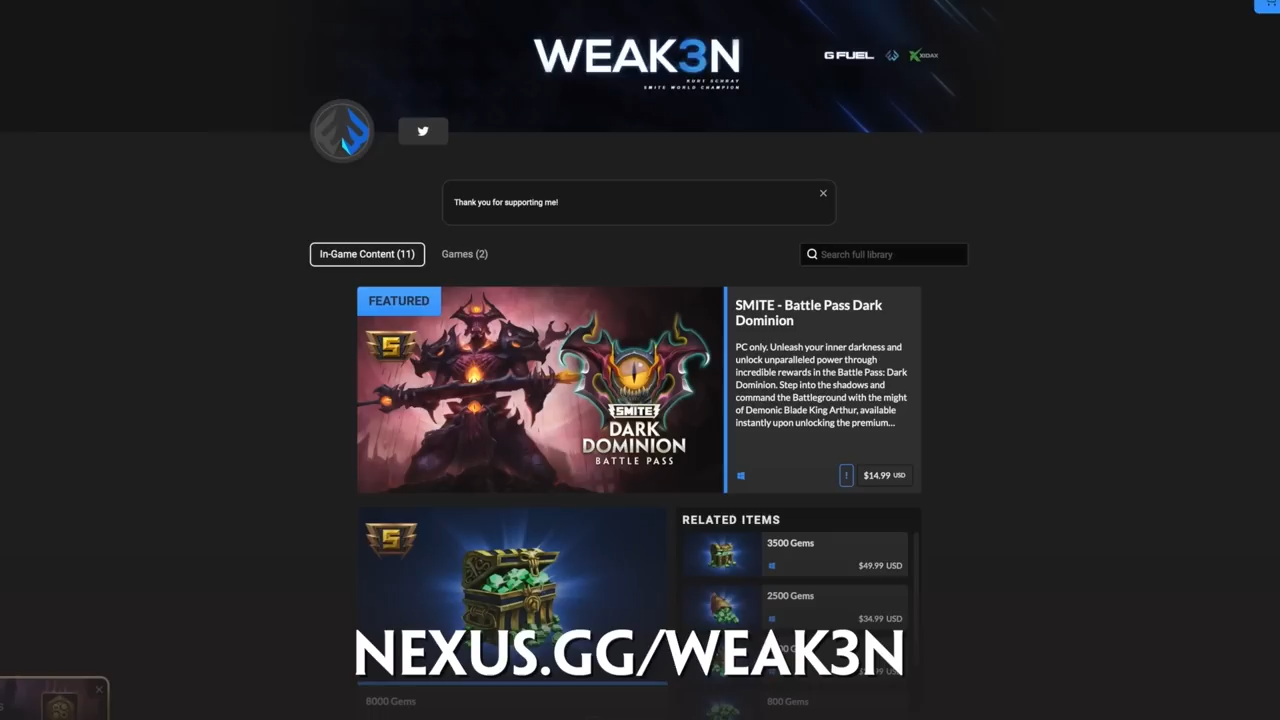 WEAK3N
KURT SCHRAY
SMITE WORLD CHAMPION
G FUEL
XIDAX
Thank you for supporting me!
In-Game Content (11)
Games (2)
Search full library
FEATURED
S
SMITE
DARK
DOMINION
BATTLE PASS
SMITE - Battle Pass Dark
Dominion
PC only. Unleash your inner darkness and
unlock unparalleled power through
incredible rewards in the Battle Pass: Dark
Dominion. Step into the shadows and
command the Battleground with the might
of Demonic Blade King Arthur, available
instantly upon unlocking the premium...
!
$14.99 USD
S
RELATED ITEMS
3500 Gems
$49.99 USD
2500 Gems
$34.99 USD
NEXUS.GG/WEAK3N
8000 Gems
800 Gems